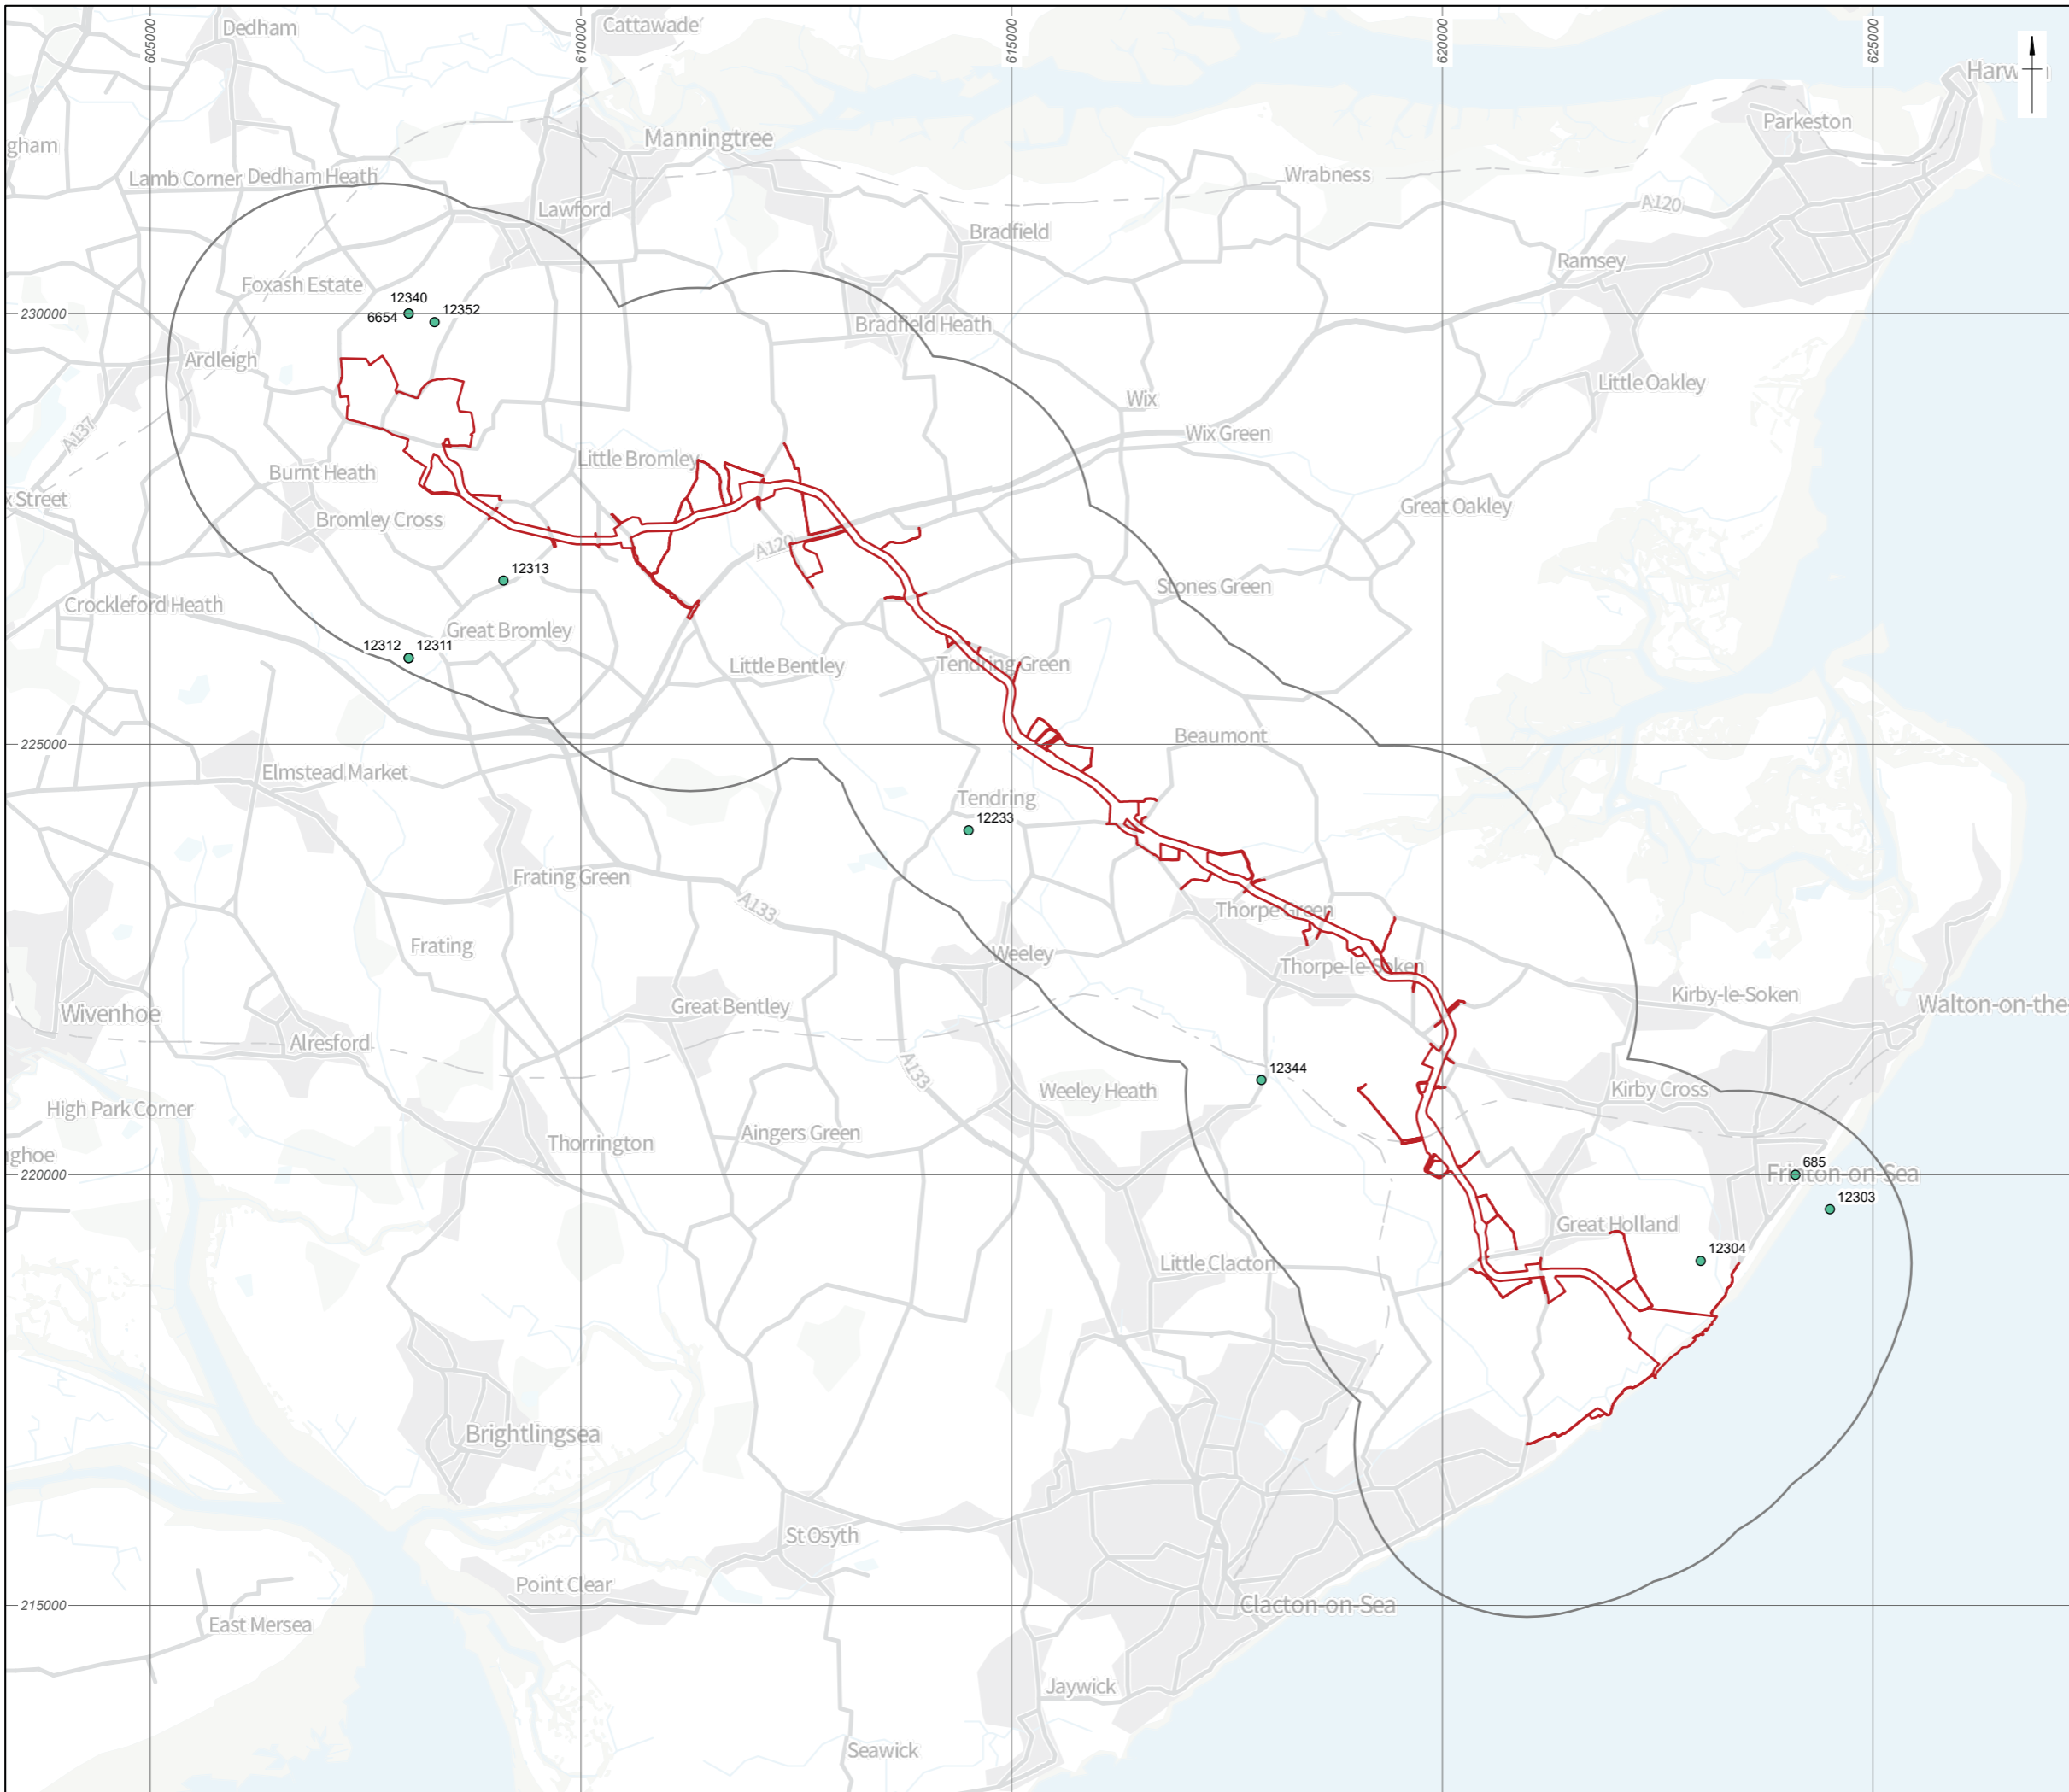 605000
610000
615000
620000
625000
Dedham
Cattawade
Harw
n
gham
Manningtree
Parkeston
Lamb Corner
Dedham Heath
Wrabness
Lawford
A120
Bradfield
Ramsey
Foxash Estate
12340
12352
6654
230000
Bradfield Heath
Ardleigh
Little Oakley
Wix
A137
Wix Green
Little Bromley
Burnt Heath
x Street
Great Oakley
Bromley Cross
A120
12313
Stones Green
Crockleford Heath
Great Bromley
12312
12311
Little Bentley
Tendring Green
Beaumont
225000
Elmstead Market
Tendring
12233
Frating Green
A133
Thorpe Green
Frating
Weeley
Thorpe-le-Soken
Kirby-le-Soken
Great Bentley
Walton-on-the-
Wivenhoe
Alresford
A133
12344
Weeley Heath
Kirby Cross
High Park Corner
Aingers Green
Thorrington
nghoe
685
220000
Frinton-on-Sea
12303
Great Holland
12304
Little Clacton
Brightlingsea
St Osyth
Point Clear
215000
Clacton-on-Sea
East Mersea
Jaywick
Seawick